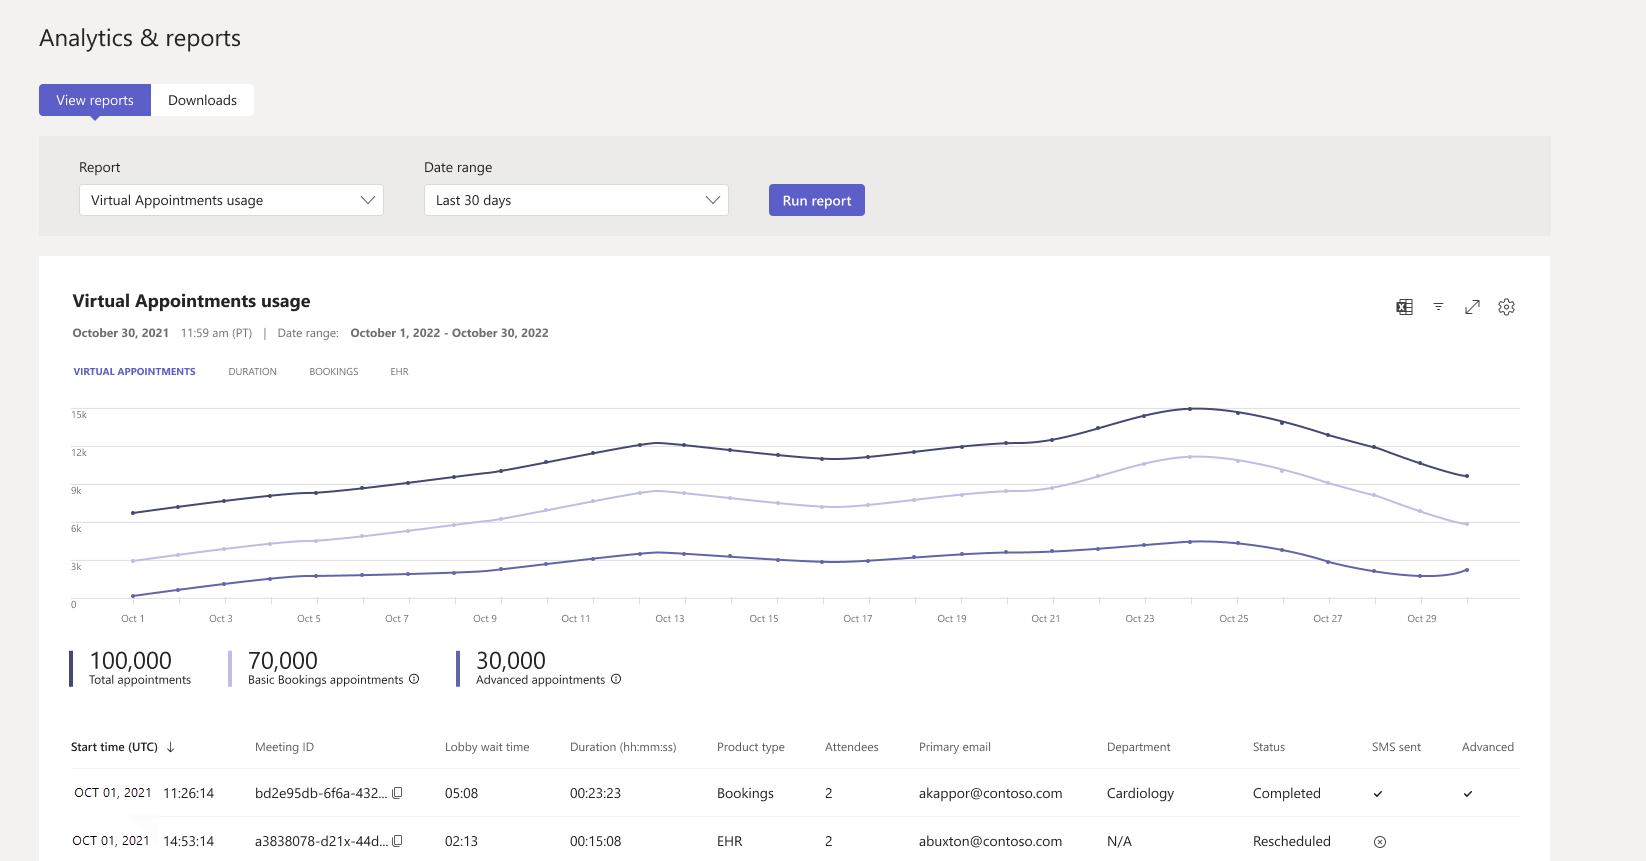 Analytics & reports
View reports Downloads
Report Date range
Virtual Appointments usage Last 30 days Run report
Virtual Appointments usage
October 30, 2021 11:59 am (PT) | Date range: October 1, 2022 - October 30, 2022
VIRTUAL APPOINTMENTS DURATION BOOKINGS EHR
15k
12k
9k
6k
3k
0
Oct 1 Oct 3 Oct 5 Oct 7 Oct 9 Oct 11 Oct 13 Oct 15 Oct 17 Oct 19 Oct 21 Oct 23 Oct 25 Oct 27 Oct 29
100,000 70,000 30,000
Total appointments Basic Bookings appointments Advanced appointments
Start time (UTC) Meeting ID Lobby wait time Duration (hh:mm:ss) Product type Attendees Primary email Department Status SMS sent Advanced
OCT 01, 2021 11:26:14 bd2e95db-6f6a-432... 05:08 00:23:23 Bookings 2 akappor@contoso.com Cardiology Completed
OCT 01, 2021 14:53:14 a3838078-d21x-44d... 02:13 00:15:08 EHR 2 abuxton@contoso.com N/A Rescheduled